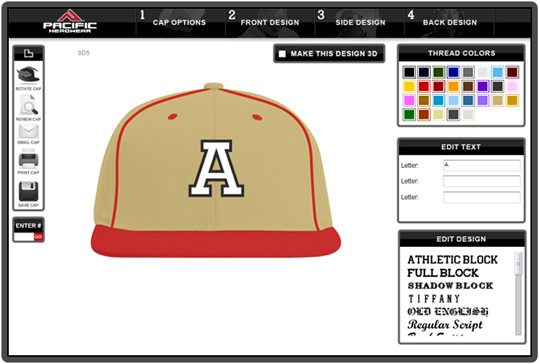 PACIFIC
HEADWEAR
1 CAP OPTIONS
2 FRONT DESIGN
3 SIDE DESIGN
4 BACK DESIGN
MAKE THIS DESIGN 3D
ROTATE CAP
REVIEW CAP
EMAIL CAP
PRINT CAP
SAVE CAP
ENTER #
GO
A
THREAD COLORS
EDIT TEXT
Letter: A
Letter:
Letter:
EDIT DESIGN
ATHLETIC BLOCK
FULL BLOCK
SHADOW BLOCK
TIFFANY
OLD ENGLISH
Regular Script